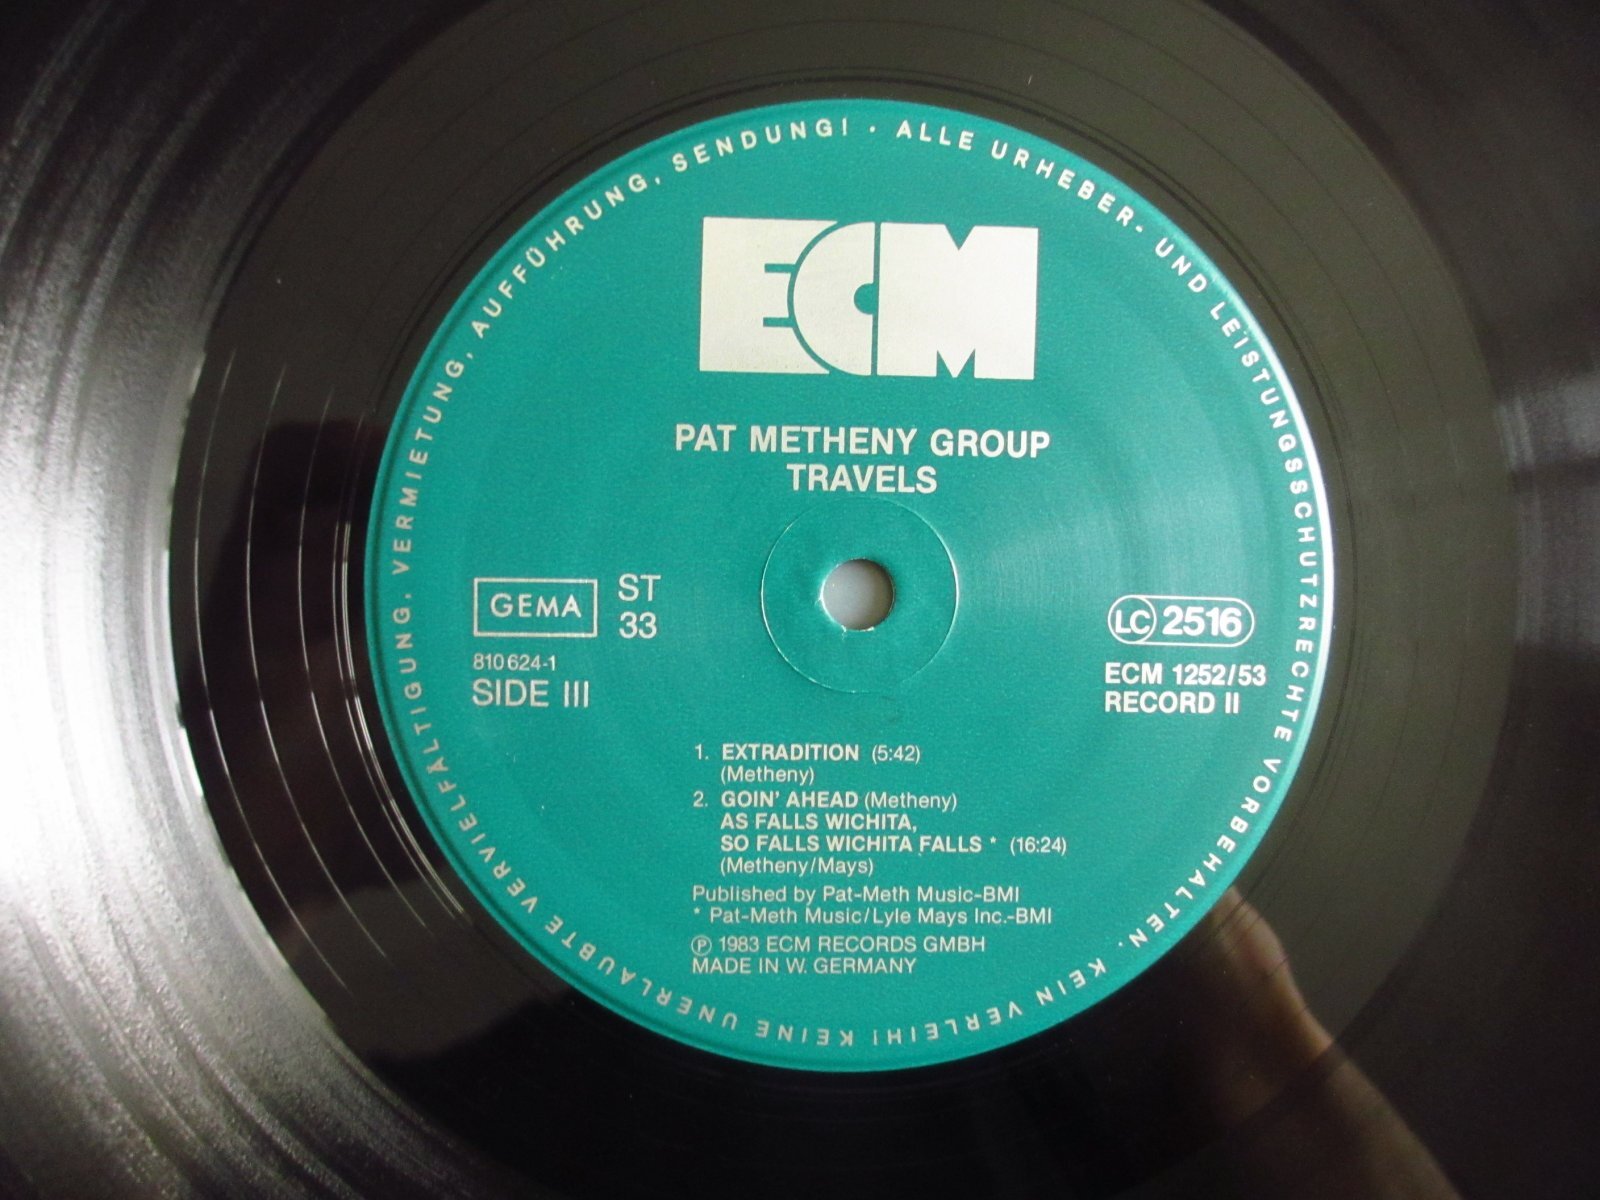 ALLE URHEBER- UND LEISTUNGSSCHUTZRECHTE VORBEHALTEN. KEIN VERLEIH! KEINE UNERLAUBTE VERVIELFÄLTIGUNG, VERMIETUNG, AUFFÜHRUNG, SENDUNG! ·
ECM
PAT METHENY GROUP
TRAVELS
GEMA
ST
33
810 624-1
SIDE III
LC 2516
ECM 1252/53
RECORD II
1. EXTRADITION (5:42)
(Metheny)
2. GOIN' AHEAD (Metheny)
AS FALLS WICHITA,
SO FALLS WICHITA FALLS * (16:24)
(Metheny/Mays)
Published by Pat-Meth Music-BMI
* Pat-Meth Music/Lyle Mays Inc.-BMI
Ⓟ 1983 ECM RECORDS GMBH
MADE IN W. GERMANY